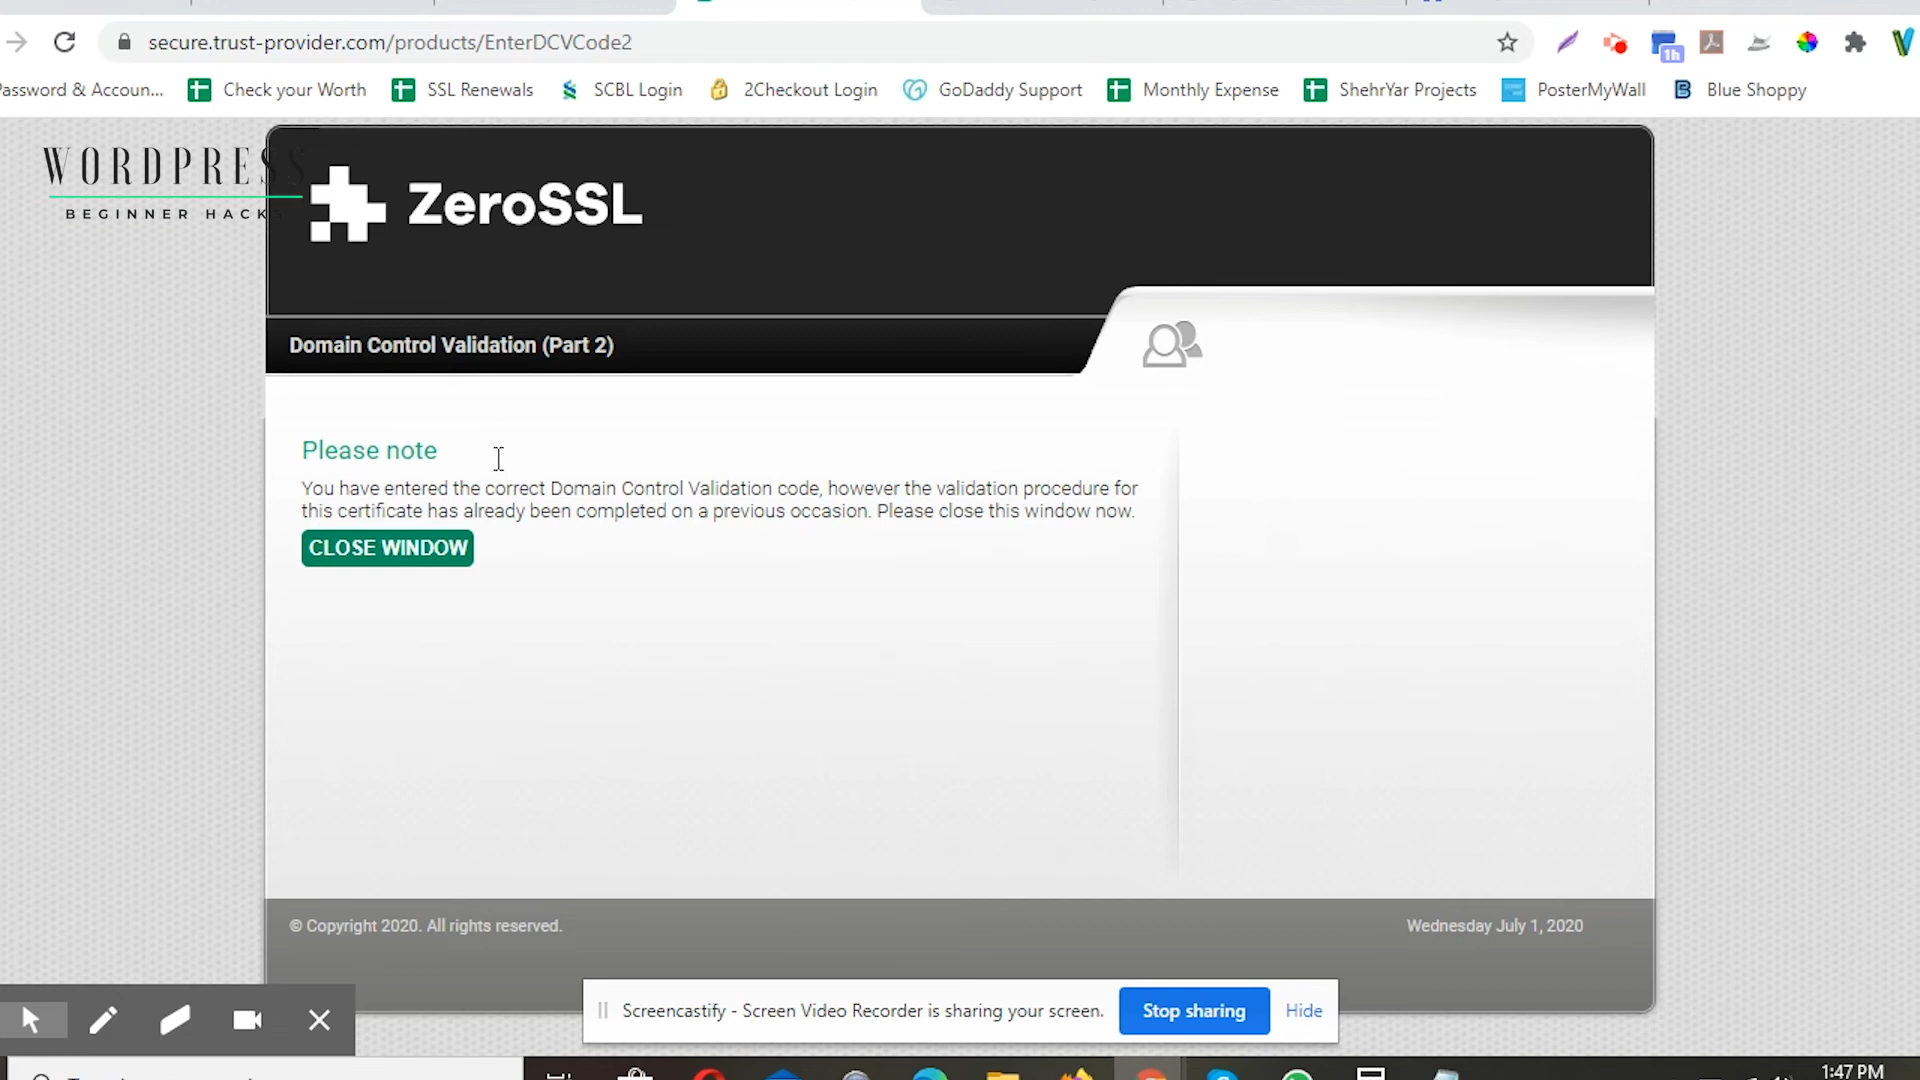 secure.trust-provider.com/products/EnterDCVCode2
1h
assword & Accoun... Check your Worth SSL Renewals SCBL Login 2Checkout Login GoDaddy Support Monthly Expense ShehrYar Projects PosterMyWall Blue Shoppy
WORDPRESS
BEGINNER HACK
ZeroSSL
Domain Control Validation (Part 2)
Please note
You have entered the correct Domain Control Validation code, however the validation procedure for
this certificate has already been completed on a previous occasion. Please close this window now.
CLOSE WINDOW
© Copyright 2020. All rights reserved. Wednesday July 1, 2020
Screencastify - Screen Video Recorder is sharing your screen. Stop sharing Hide
1:47 PM